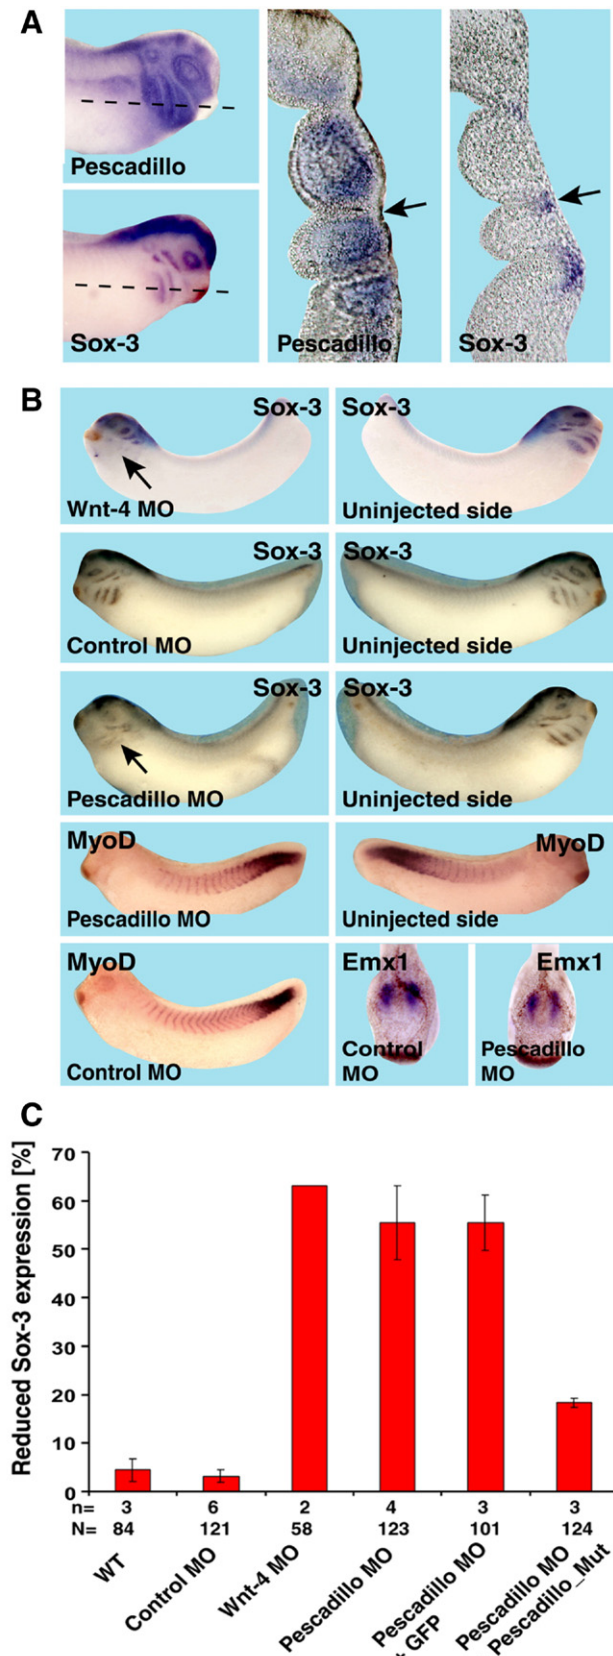 A
Pescadillo
Sox-3
Pescadillo
Sox-3
B
Sox-3
Wnt-4 MO
Sox-3
Uninjected side
Sox-3
Control MO
Sox-3
Uninjected side
Sox-3
Pescadillo MO
Sox-3
Uninjected side
MyoD
Pescadillo MO
MyoD
Uninjected side
MyoD
Control MO
Emx1
Control
MO
Emx1
Pescadillo
MO
C
Reduced Sox-3 expression [%]
70
60
50
40
30
20
10
0
n= 3 6 2 4 3 3
N= 84 121 58 123 101 124
WT
Control MO
Wnt-4 MO
Pescadillo MO
Pescadillo MO
+ GFP
Pescadillo MO
Pescadillo_Mut